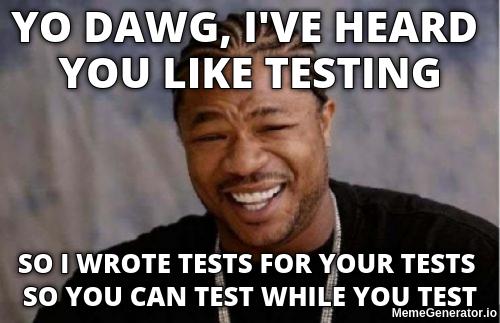 YO DAWG, I'VE HEARD
YOU LIKE TESTING
SO I WROTE TESTS FOR YOUR TESTS
SO YOU CAN TEST WHILE YOU TEST
MemeGenerator.io